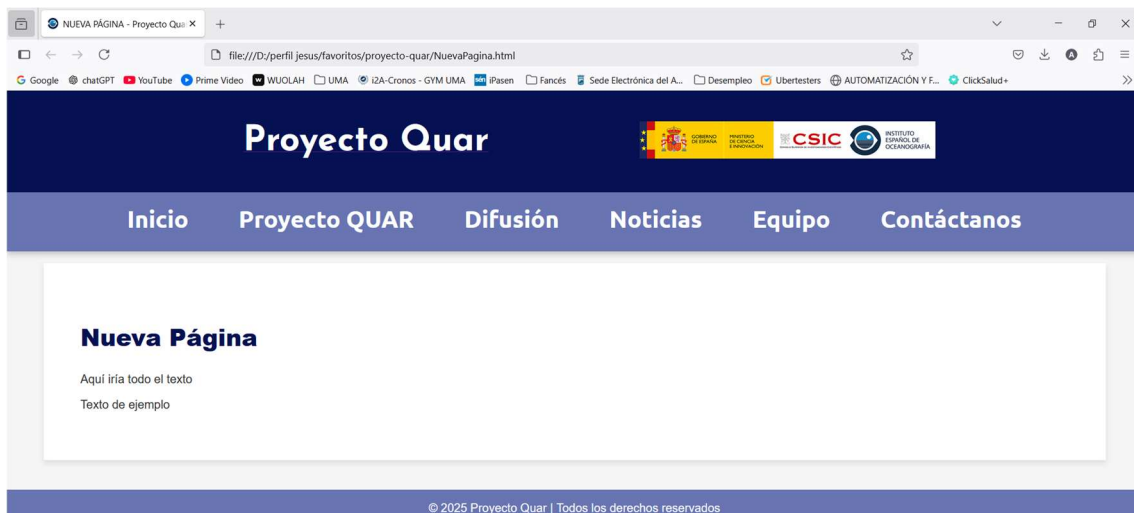 NUEVA PÁGINA - Proyecto Qua
file:///D:/perfil jesus/favoritos/proyecto-quar/NuevaPagina.html
Google chatGPT YouTube Prime Video WUOLAH UMA i2A-Cronos - GYM UMA iPasen Fancés Sede Electrónica del A... Desempleo Ubertesters AUTOMATIZACIÓN Y F... ClickSalud+
Proyecto Quar
GOBIERNO DE ESPAÑA
MINISTERIO DE CIENCIA E INNOVACIÓN
CSIC
INSTITUTO ESPAÑOL DE OCEANOGRAFÍA
Inicio Proyecto QUAR Difusión Noticias Equipo Contáctanos
Nueva Página
Aquí iría todo el texto
Texto de ejemplo
© 2025 Proyecto Quar | Todos los derechos reservados